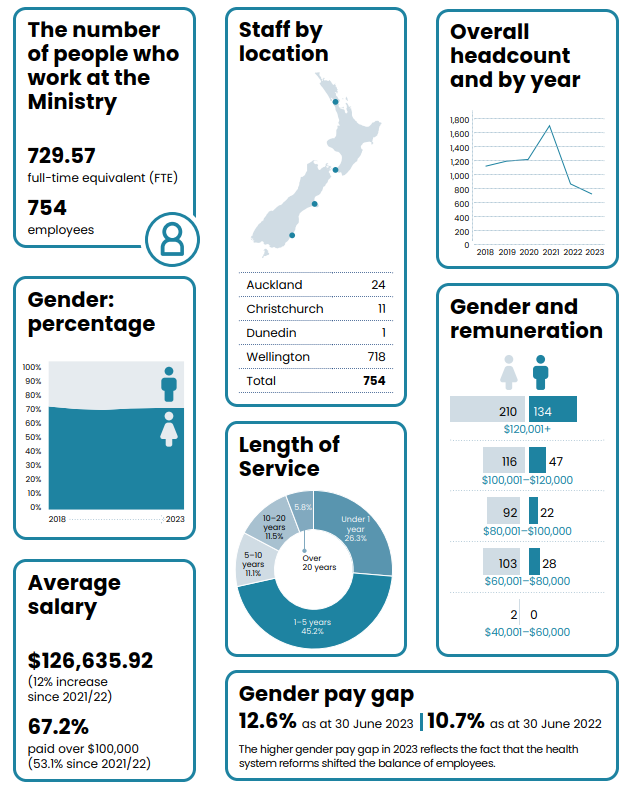 The number
of people who
work at the
Ministry
729.57
full-time equivalent (FTE)
754
employees
Gender:
percentage
100%
90%
80%
70%
60%
50%
40%
30%
20%
10%
0%
2018 2023
Average
salary
$126,635.92
(12% increase
since 2021/22)
67.2%
paid over $100,000
(53.1% since 2021/22)
Staff by
location
Auckland 24
Christchurch 11
Dunedin 1
Wellington 718
Total 754
Length of
Service
5.8%
Under 1
year
26.3%
10–20
years
11.5%
Over
20 years
5–10
years
11.1%
1–5 years
45.2%
Overall
headcount
and by year
1,800
1,600
1,400
1,200
1,000
800
600
400
200
0
2018 2019 2020 2021 2022 2023
Gender and
remuneration
210 134
$120,001+
116 47
$100,001–$120,000
92 22
$80,001–$100,000
103 28
$60,001–$80,000
2 0
$40,001–$60,000
Gender pay gap
12.6% as at 30 June 2023 | 10.7% as at 30 June 2022
The higher gender pay gap in 2023 reflects the fact that the health
system reforms shifted the balance of employees.